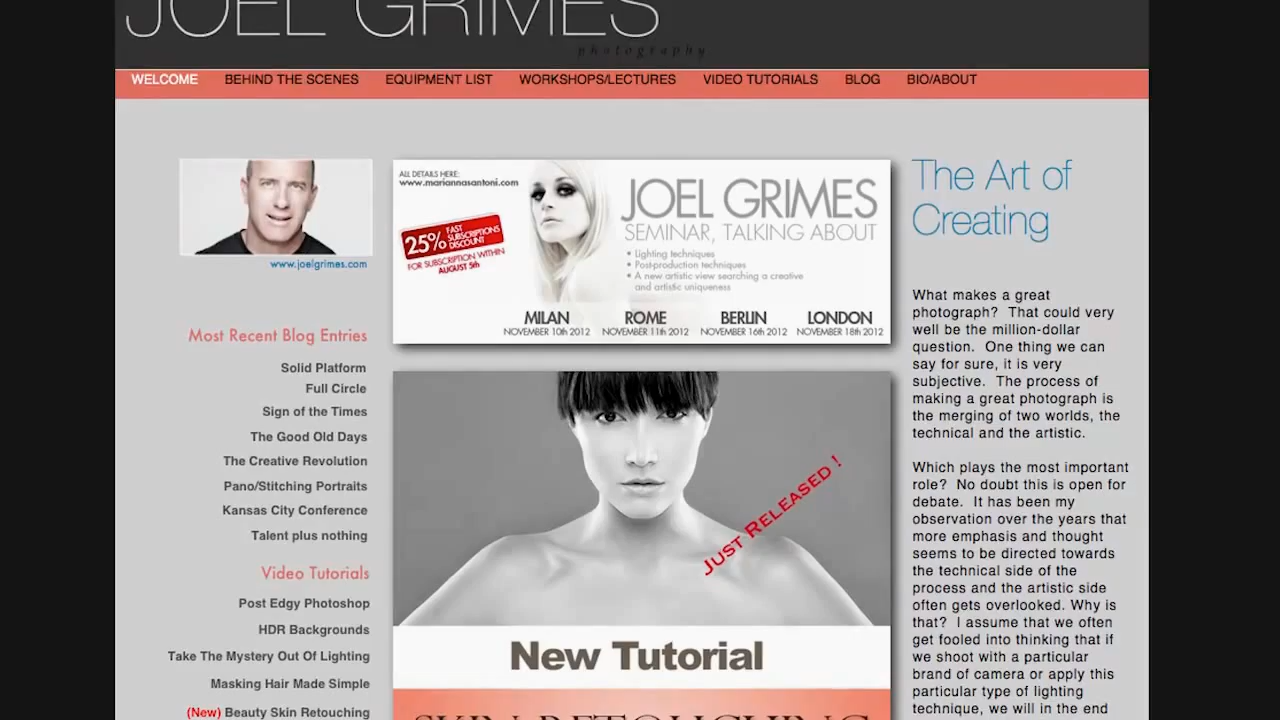 JOEL GRIMES
photography
WELCOME BEHIND THE SCENES EQUIPMENT LIST WORKSHOPS/LECTURES VIDEO TUTORIALS BLOG BIO/ABOUT
www.joelgrimes.com
Most Recent Blog Entries
Solid Platform
Full Circle
Sign of the Times
The Good Old Days
The Creative Revolution
Pano/Stitching Portraits
Kansas City Conference
Talent plus nothing
Video Tutorials
Post Edgy Photoshop
HDR Backgrounds
Take The Mystery Out Of Lighting
Masking Hair Made Simple
(New) Beauty Skin Retouching
ALL DETAILS HERE:
www.mariannasantoni.com
25% FAST
SUBSCRIPTIONS
DISCOUNT
FOR SUBSCRIPTION WITHIN
AUGUST 5th
JOEL GRIMES
SEMINAR, TALKING ABOUT
• Lighting techniques
• Post-production techniques
• A new artistic view searching a creative
and artistic uniqueness
MILAN ROME BERLIN LONDON
NOVEMBER 10th 2012 NOVEMBER 11th 2012 NOVEMBER 16th 2012 NOVEMBER 18th 2012
JUST RELEASED !
New Tutorial
SKIN RETOUCHING
The Art of
Creating
What makes a great
photograph? That could very
well be the million-dollar
question. One thing we can
say for sure, it is very
subjective. The process of
making a great photograph is
the merging of two worlds, the
technical and the artistic.
Which plays the most important
role? No doubt this is open for
debate. It has been my
observation over the years that
more emphasis and thought
seems to be directed towards
the technical side of the
process and the artistic side
often gets overlooked. Why is
that? I assume that we often
get fooled into thinking that if
we shoot with a particular
brand of camera or apply this
particular type of lighting
technique, we will in the end